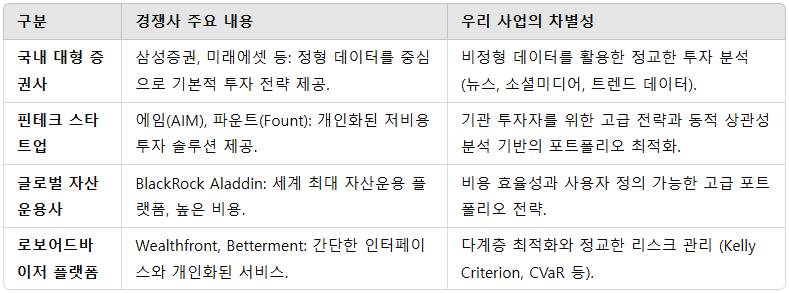 구분 경쟁사 주요 내용 우리 사업의 차별성
국내 대형 증 삼성증권, 미래에셋 등: 정형 데이터를 중심 비정형 데이터를 활용한 정교한 투자 분석
권사 으로 기본적 투자 전략 제공. (뉴스, 소셜미디어, 트렌드 데이터).
핀테크 스타 에임(AIM), 파운트(Fount): 개인화된 저비용 기관 투자자를 위한 고급 전략과 동적 상관성
트업 투자 솔루션 제공. 분석 기반의 포트폴리오 최적화.
글로벌 자산 BlackRock Aladdin: 세계 최대 자산운용 플 비용 효율성과 사용자 정의 가능한 고급 포트
운용사 랫폼, 높은 비용. 폴리오 전략.
로보어드바 Wealthfront, Betterment: 간단한 인터페이 다계층 최적화와 정교한 리스크 관리 (Kelly
이저 플랫폼 스와 개인화된 서비스. Criterion, CVaR 등).